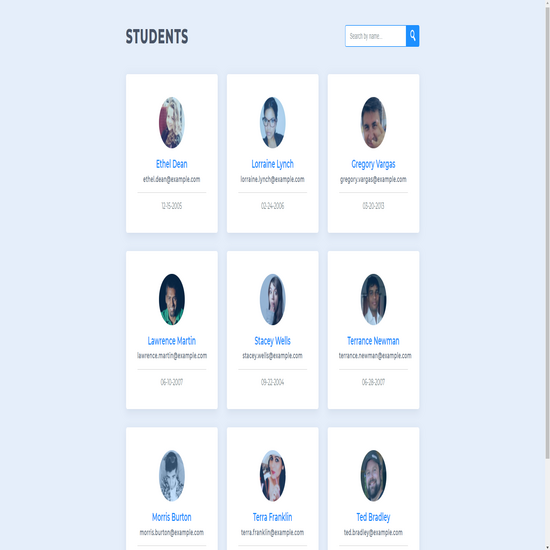 STUDENTS
Search by name...
Ethel Dean
ethel.dean@example.com
12-15-2005
Lorraine Lynch
lorraine.lynch@example.com
02-24-2006
Gregory Vargas
gregory.vargas@example.com
03-20-2013
Lawrence Martin
lawrence.martin@example.com
06-10-2007
Stacey Wells
stacey.wells@example.com
09-22-2004
Terrance Newman
terrance.newman@example.com
06-28-2007
Morris Burton
morris.burton@example.com
Terra Franklin
terra.franklin@example.com
Ted Bradley
ted.bradley@example.com